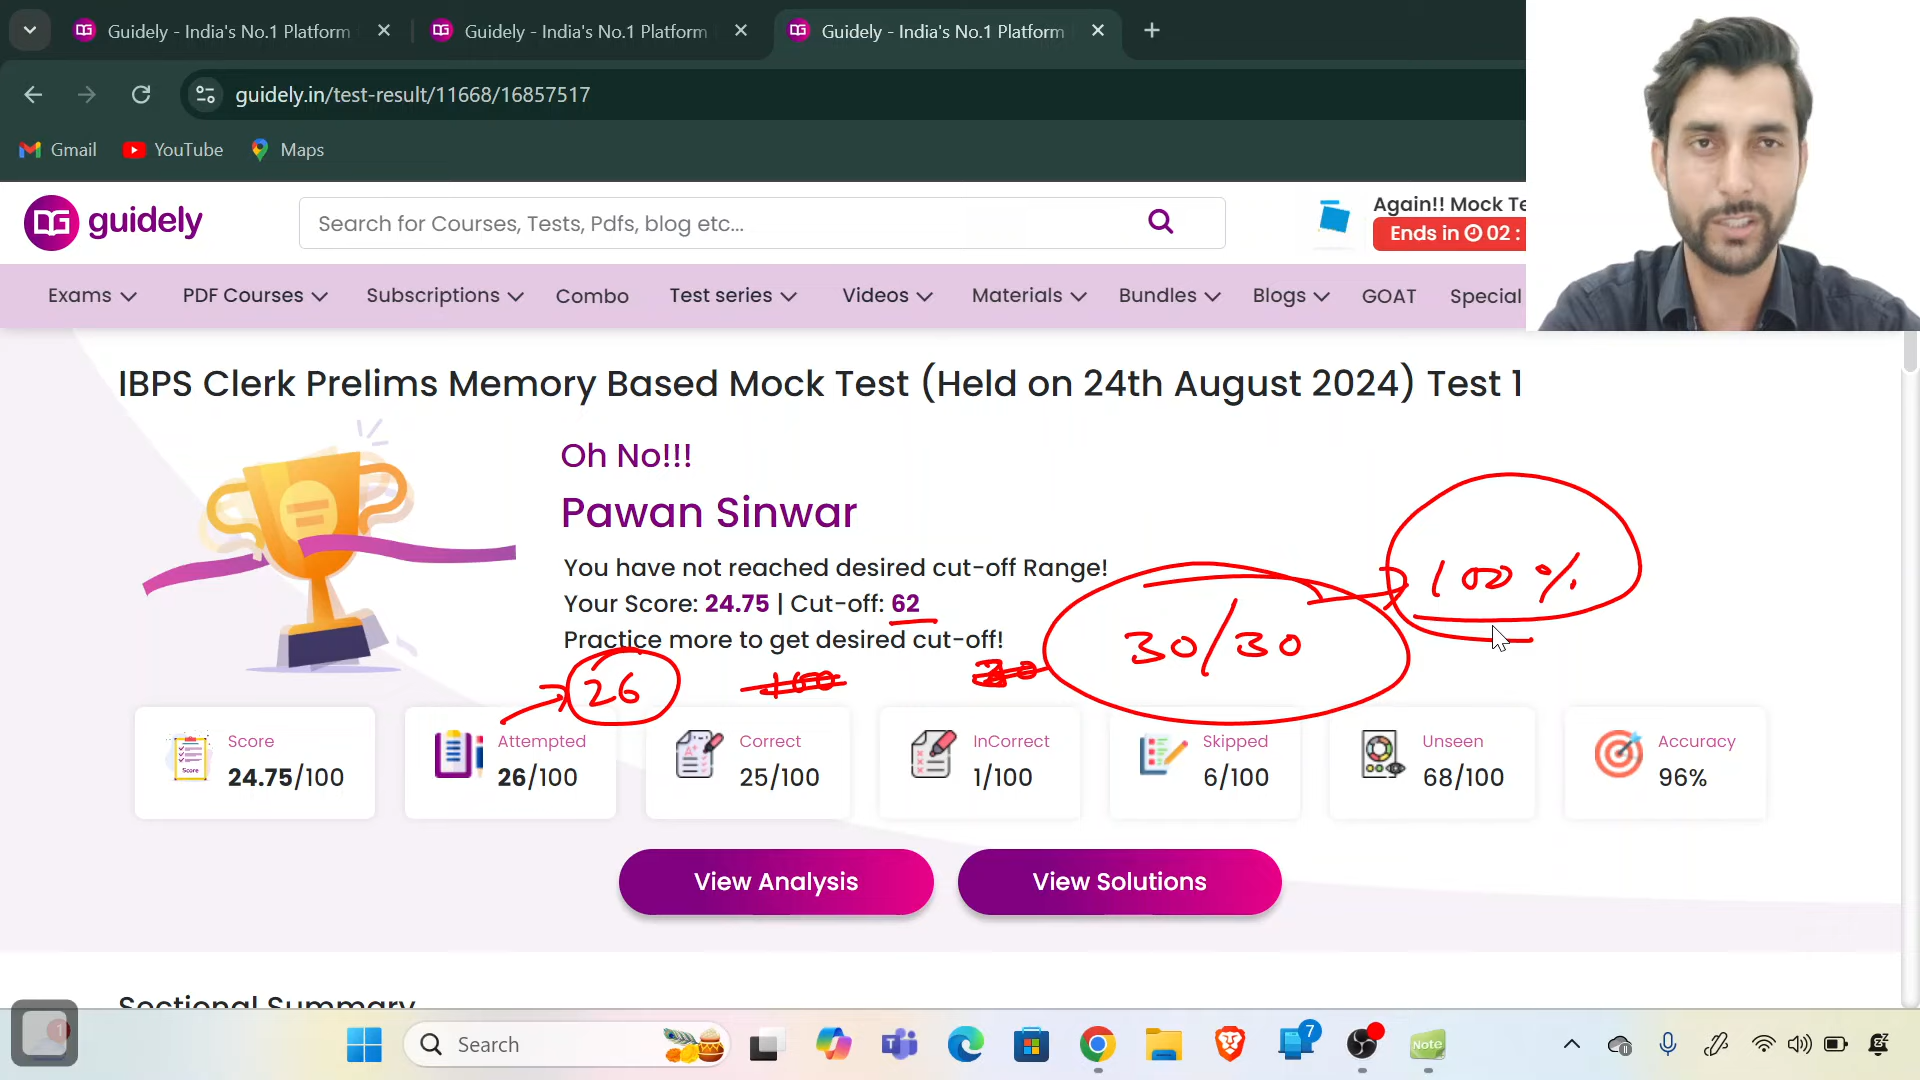 Guidely - India's No.1 Platform
Guidely - India's No.1 Platform
Guidely - India's No.1 Platform
guidely.in/test-result/11668/16857517
Gmail
YouTube
Maps
guidely
Search for Courses, Tests, Pdfs, blog etc...
Again!! Mock Te
Ends in 02 :
Exams
PDF Courses
Subscriptions
Combo
Test series
Videos
Materials
Bundles
Blogs
GOAT
Special
IBPS Clerk Prelims Memory Based Mock Test (Held on 24th August 2024) Test 1
Oh No!!!
Pawan Sinwar
You have not reached desired cut-off Range!
Your Score: 24.75 | Cut-off: 62
Practice more to get desired cut-off!
100 %
30/30
26
100
Score
24.75/100
Attempted
26/100
Correct
25/100
InCorrect
1/100
Skipped
6/100
Unseen
68/100
Accuracy
96%
View Analysis
View Solutions
Sectional Summary
1
Search
7
Note